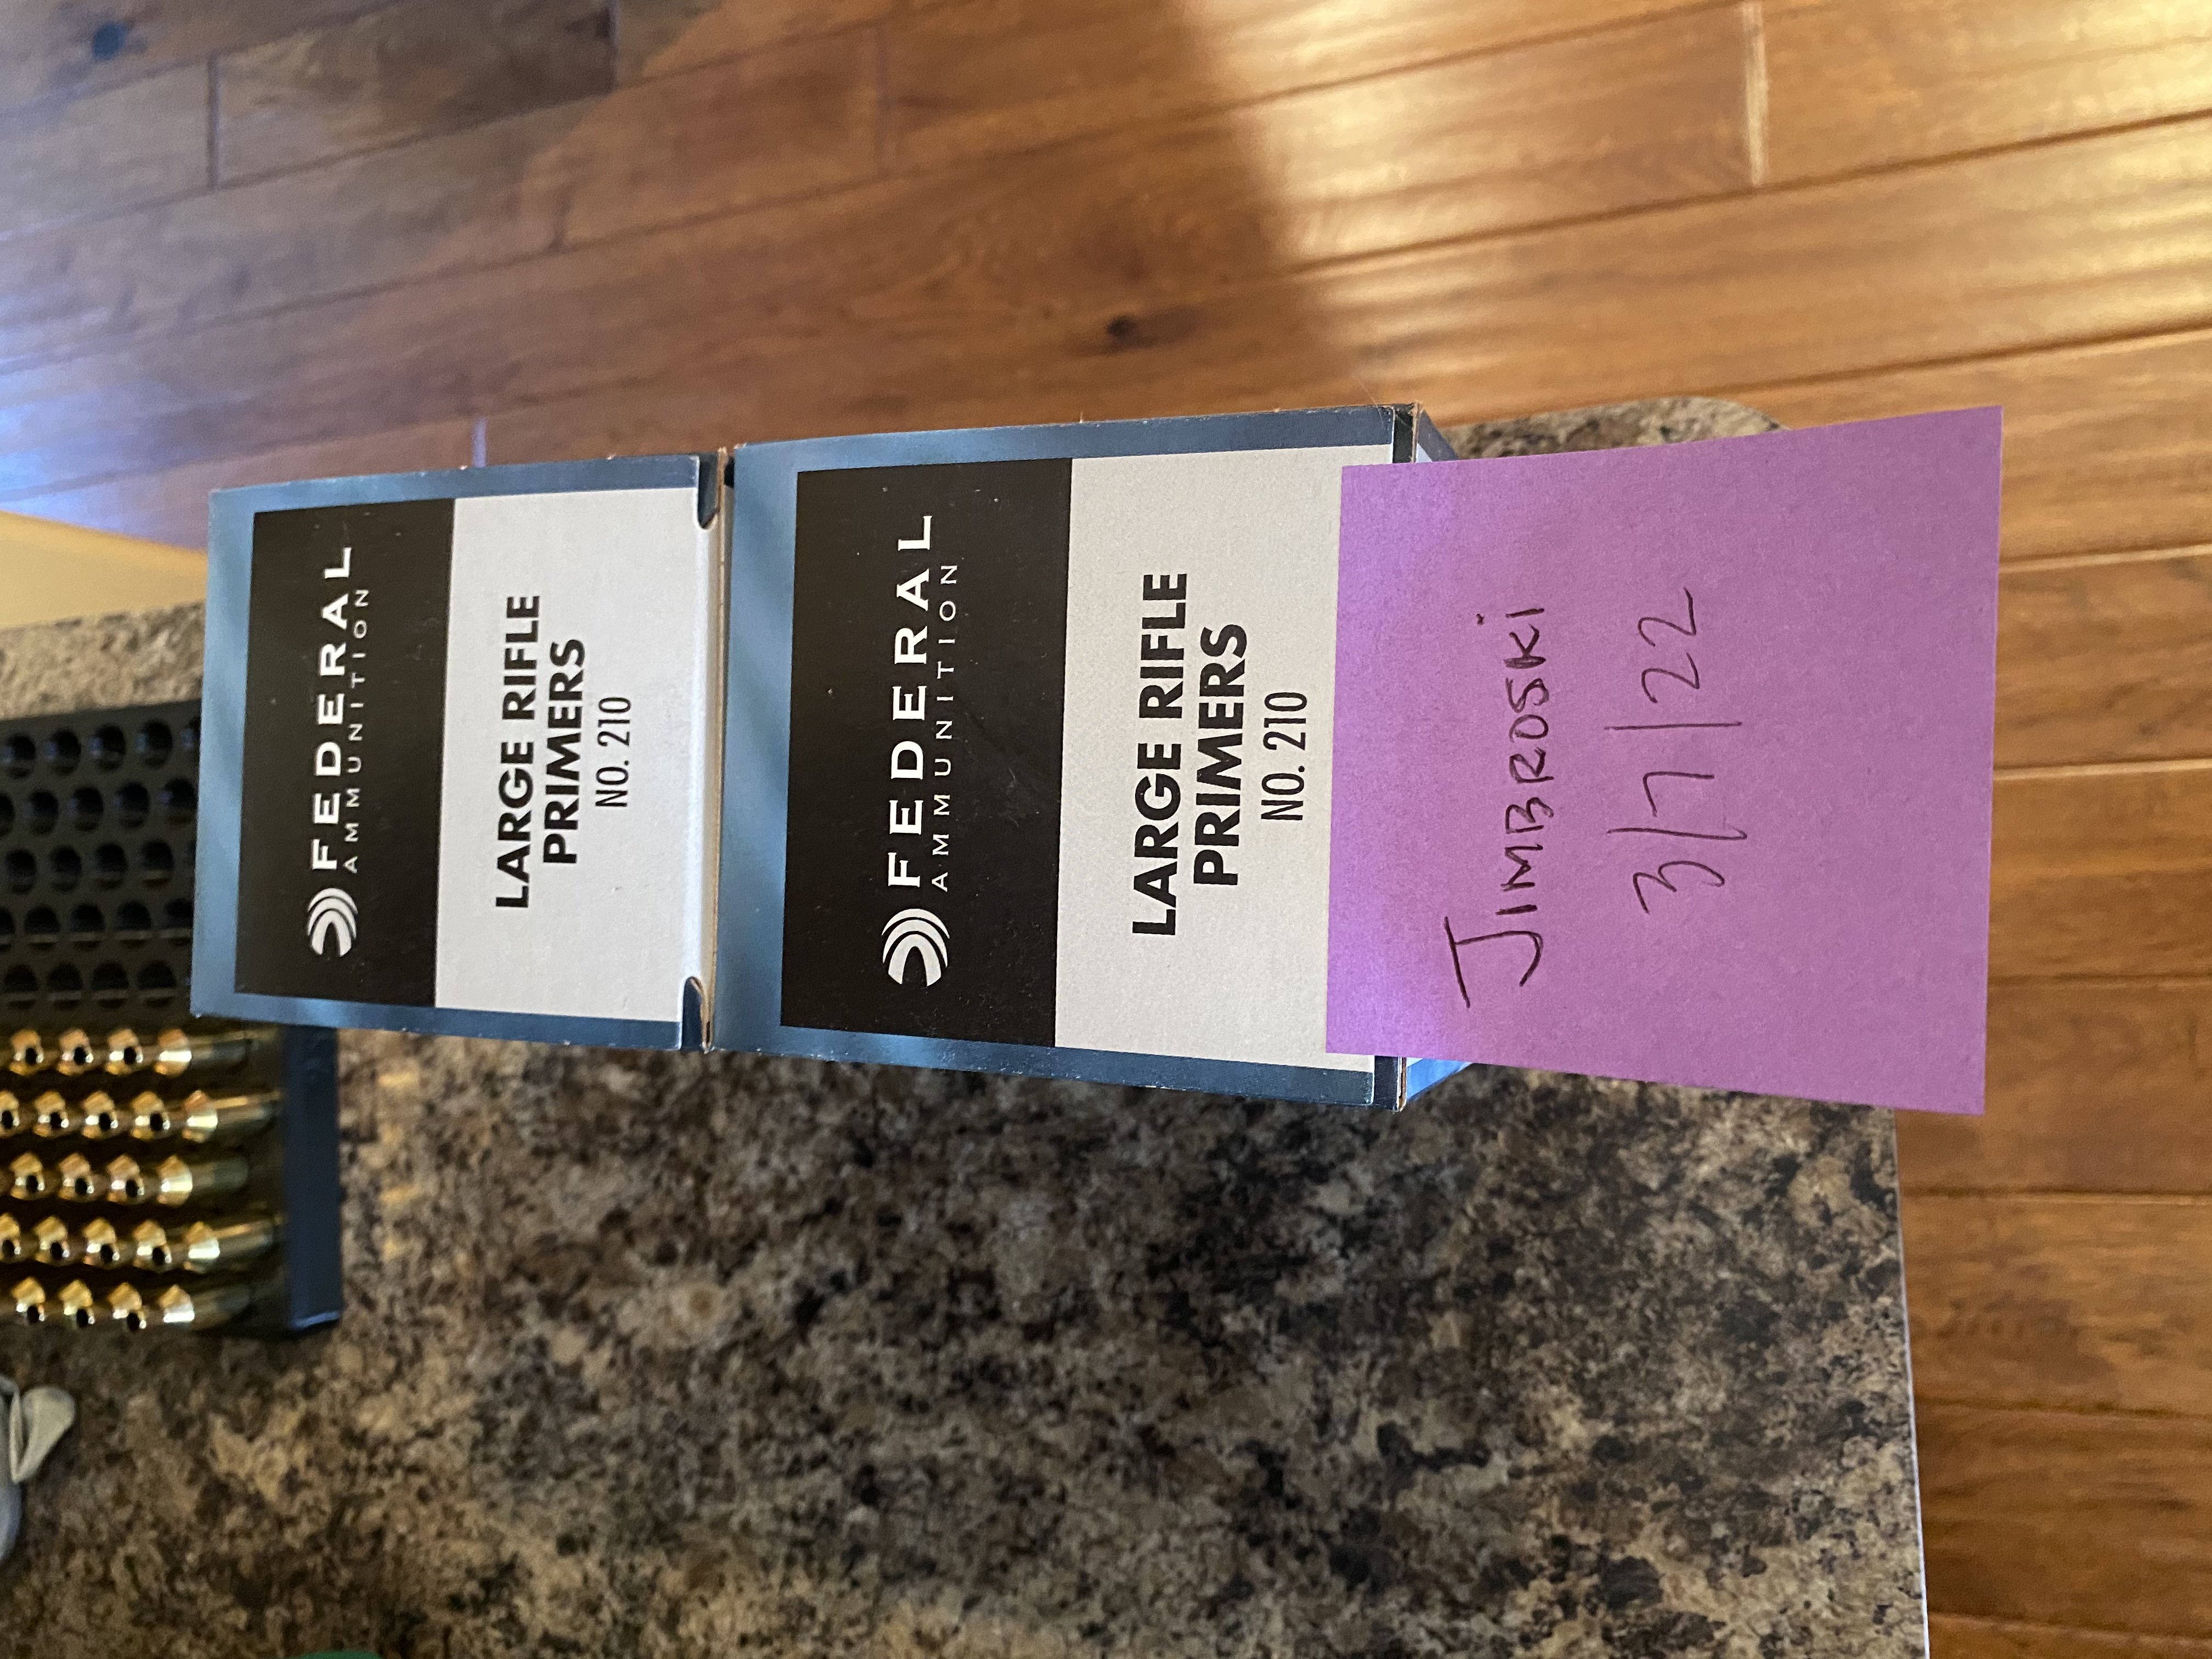 FEDERAL
AMMUNITION
LARGE RIFLE
PRIMERS
NO. 210
FEDERAL
AMMUNITION
LARGE RIFLE
PRIMERS
NO. 210
JIMBROSKI
3/7/22